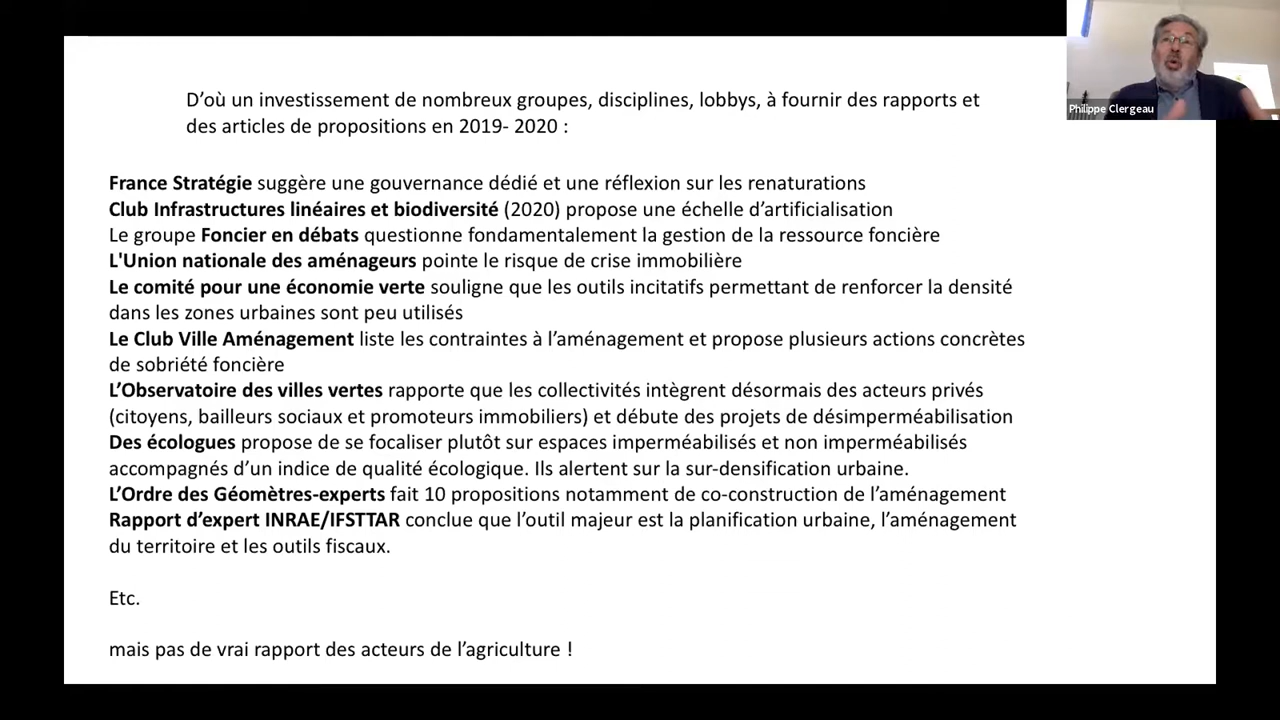 D’où un investissement de nombreux groupes, disciplines, lobbys, à fournir des rapports et
des articles de propositions en 2019- 2020 :
Philippe Clergeau
France Stratégie suggère une gouvernance dédié et une réflexion sur les renaturations
Club Infrastructures linéaires et biodiversité (2020) propose une échelle d’artificialisation
Le groupe Foncier en débats questionne fondamentalement la gestion de la ressource foncière
L'Union nationale des aménageurs pointe le risque de crise immobilière
Le comité pour une économie verte souligne que les outils incitatifs permettant de renforcer la densité
dans les zones urbaines sont peu utilisés
Le Club Ville Aménagement liste les contraintes à l’aménagement et propose plusieurs actions concrètes
de sobriété foncière
L’Observatoire des villes vertes rapporte que les collectivités intègrent désormais des acteurs privés
(citoyens, bailleurs sociaux et promoteurs immobiliers) et débute des projets de désimperméabilisation
Des écologues propose de se focaliser plutôt sur espaces imperméabilisés et non imperméabilisés
accompagnés d’un indice de qualité écologique. Ils alertent sur la sur-densification urbaine.
L’Ordre des Géomètres-experts fait 10 propositions notamment de co-construction de l’aménagement
Rapport d’expert INRAE/IFSTTAR conclue que l’outil majeur est la planification urbaine, l’aménagement
du territoire et les outils fiscaux.
Etc.
mais pas de vrai rapport des acteurs de l’agriculture !